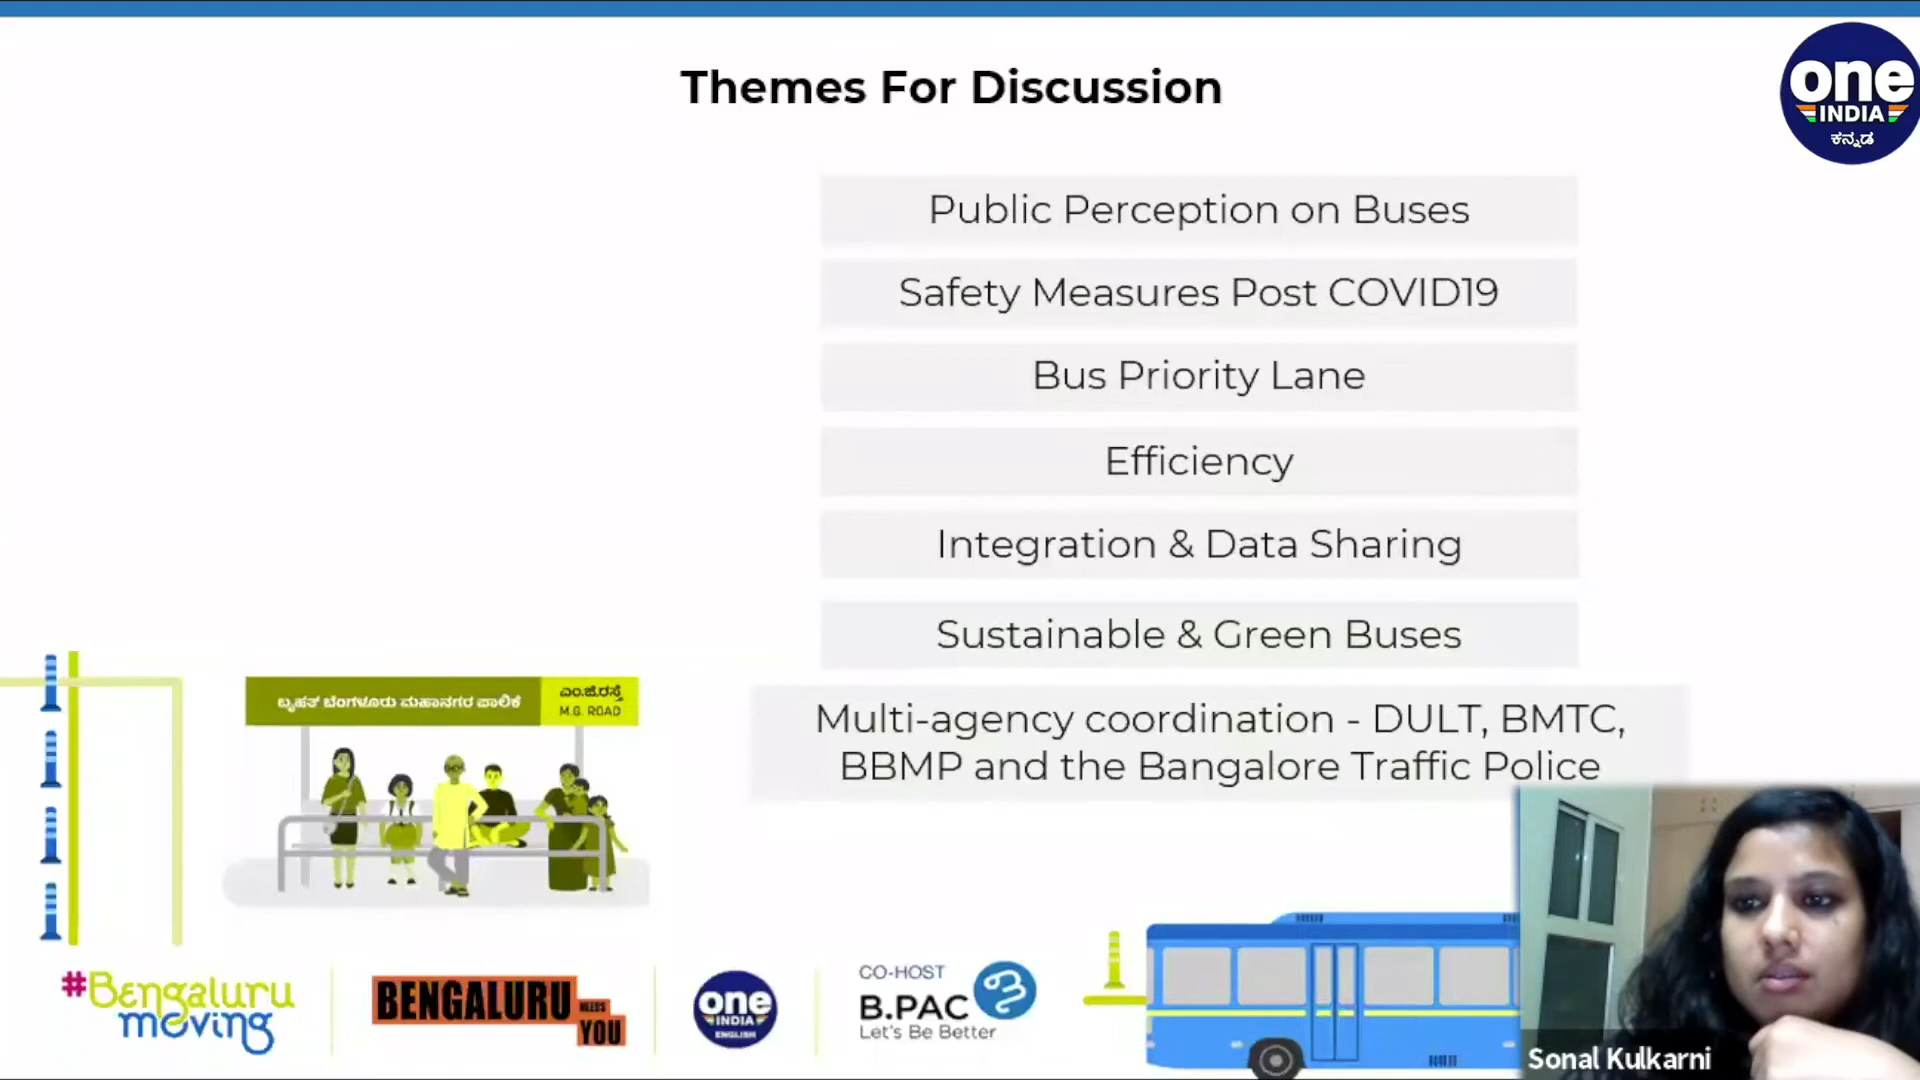 Themes For Discussion
one
INDIA
ಕನ್ನಡ
Public Perception on Buses
Safety Measures Post COVID19
Bus Priority Lane
Efficiency
Integration & Data Sharing
Sustainable & Green Buses
Multi-agency coordination - DULT, BMTC,
BBMP and the Bangalore Traffic Police
ಬೃಹತ್ ಬೆಂಗಳೂರು ಮಹಾನಗರ ಪಾಲಿಕೆ
ಎಂ.ಜಿ.ರಸ್ತೆ
M.G. ROAD
#Bengaluru
moving
BENGALURU NEEDS
YOU
one
INDIA
ENGLISH
CO-HOST
B.PAC
Let's Be Better
Sonal Kulkarni